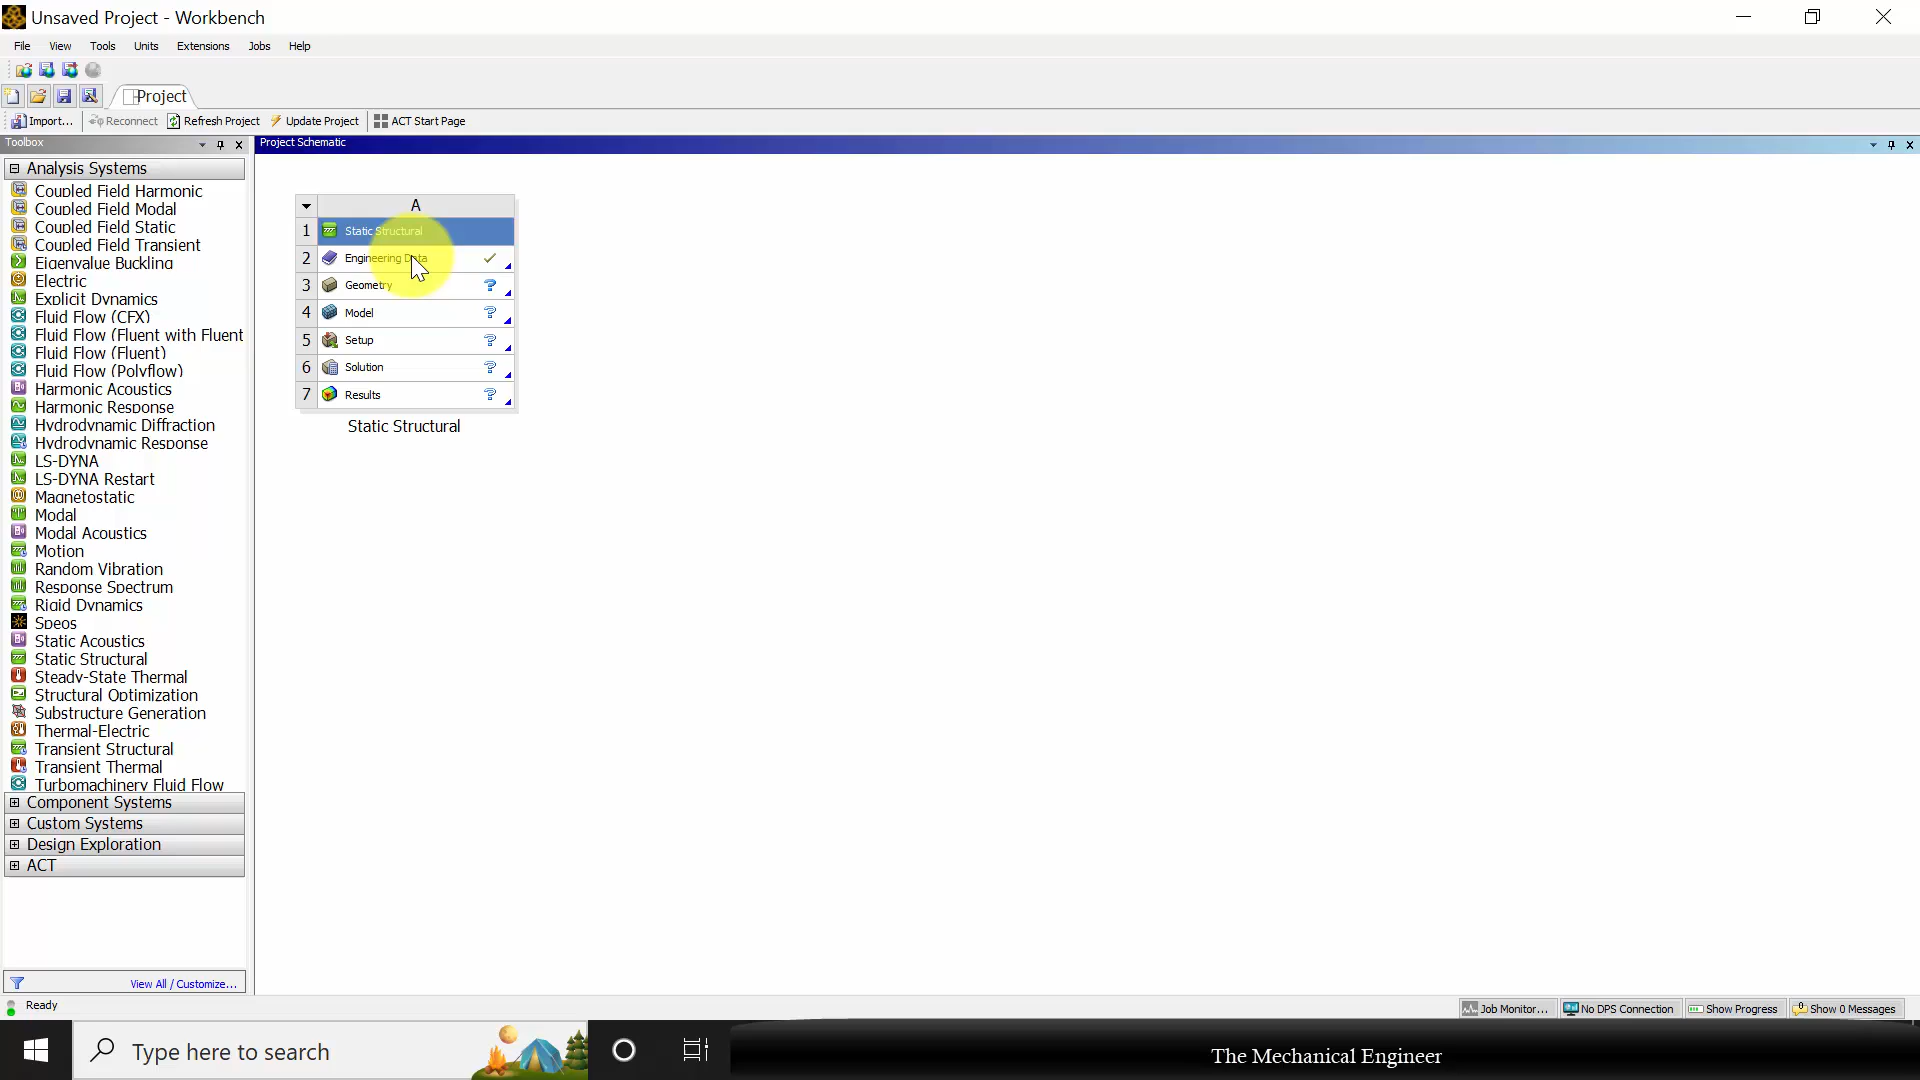 Unsaved Project - Workbench
File View Tools Units Extensions Jobs Help
Project
Import... Reconnect Refresh Project Update Project ACT Start Page
Toolbox
Project Schematic
Analysis Systems
Coupled Field Harmonic
Coupled Field Modal
Coupled Field Static
Coupled Field Transient
Eigenvalue Buckling
Electric
Explicit Dynamics
Fluid Flow (CFX)
Fluid Flow (Fluent with Fluent
Fluid Flow (Fluent)
Fluid Flow (Polyflow)
Harmonic Acoustics
Harmonic Response
Hydrodynamic Diffraction
Hydrodynamic Response
LS-DYNA
LS-DYNA Restart
Magnetostatic
Modal
Modal Acoustics
Motion
Random Vibration
Response Spectrum
Rigid Dynamics
Speos
Static Acoustics
Static Structural
Steady-State Thermal
Structural Optimization
Substructure Generation
Thermal-Electric
Transient Structural
Transient Thermal
Turbomachinery Fluid Flow
Component Systems
Custom Systems
Design Exploration
ACT
View All / Customize...
A
1 Static Structural
2 Engineering Data
3 Geometry ?
4 Model ?
5 Setup ?
6 Solution ?
7 Results ?
Static Structural
Ready
Job Monitor... No DPS Connection Show Progress Show 0 Messages
Type here to search
The Mechanical Engineer